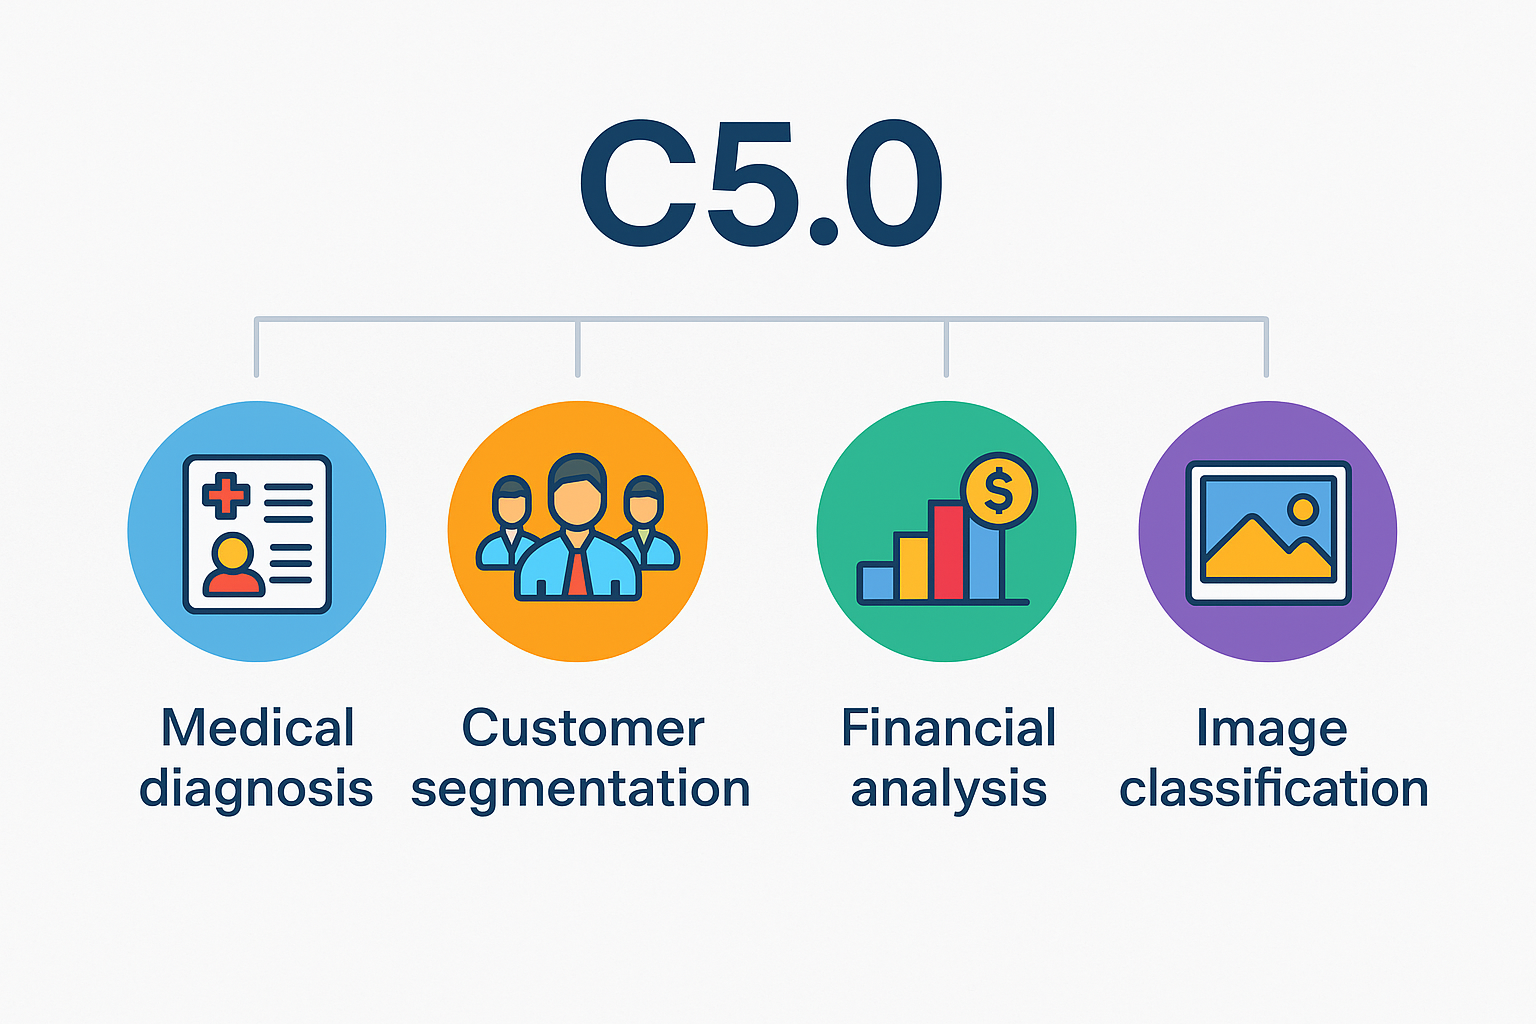 C5.0
$
Medical
diagnosis
Customer
segmentation
Financial
analysis
Image
classification